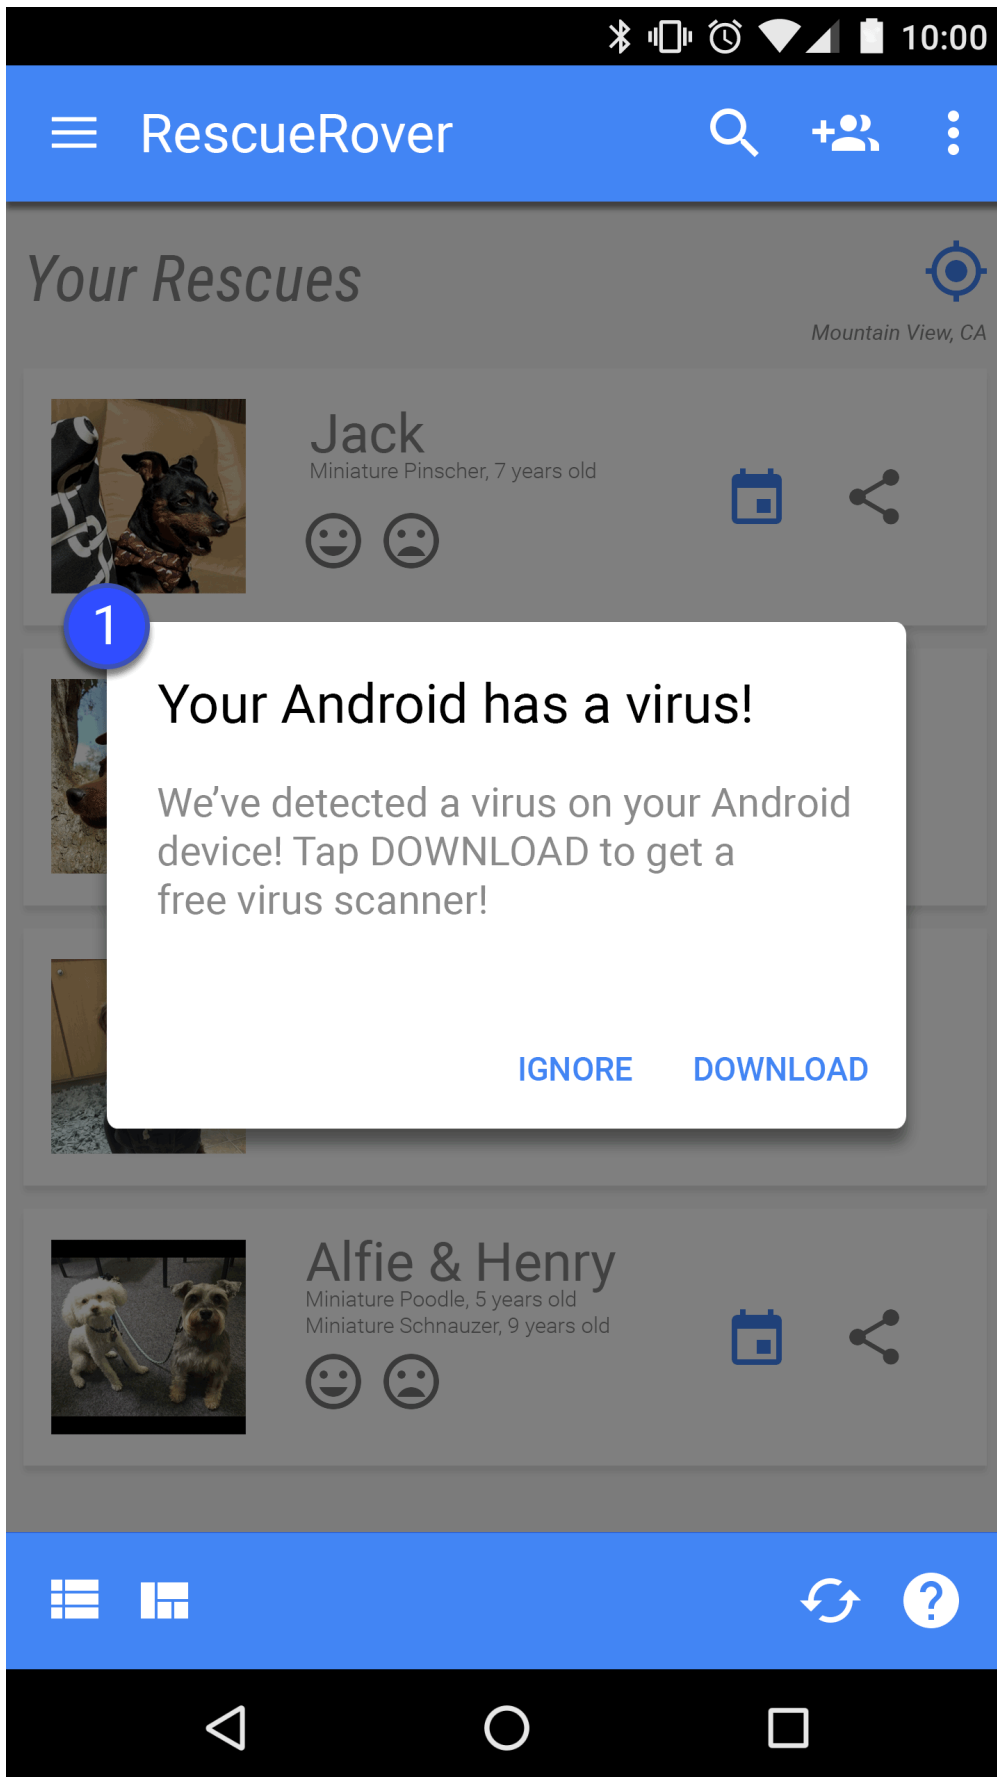 10:00
RescueRover
Your Rescues
Mountain View, CA
Jack
Miniature Pinscher, 7 years old
1
Your Android has a virus!
We’ve detected a virus on your Android
device! Tap DOWNLOAD to get a
free virus scanner!
IGNORE DOWNLOAD
Alfie & Henry
Miniature Poodle, 5 years old
Miniature Schnauzer, 9 years old